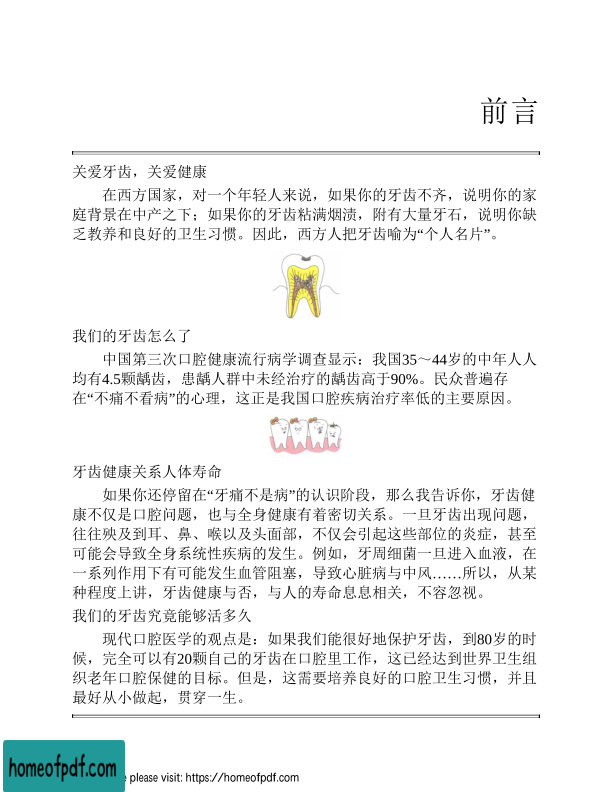 前言
关爱牙齿，关爱健康
在西方国家，对一个年轻人来说，如果你的牙齿不齐，说明你的家
庭背景在中产之下；如果你的牙齿粘满烟渍，附有大量牙石，说明你缺
乏教养和良好的卫生习惯。因此，西方人把牙齿喻为“个人名片”。
我们的牙齿怎么了
中国第三次口腔健康流行病学调查显示：我国35～44岁的中年人人
均有4.5颗龋齿，患龋人群中未经治疗的龋齿高于90%。民众普遍存
在“不痛不看病”的心理，这正是我国口腔疾病治疗率低的主要原因。
牙齿健康关系人体寿命
如果你还停留在“牙痛不是病”的认识阶段，那么我告诉你，牙齿健
康不仅是口腔问题，也与全身健康有着密切关系。一旦牙齿出现问题，
往往殃及到耳、鼻、喉以及头面部，不仅会引起这些部位的炎症，甚至
可能会导致全身系统性疾病的发生。例如，牙周细菌一旦进入血液，在
一系列作用下有可能发生血管阻塞，导致心脏病与中风……所以，从某
种程度上讲，牙齿健康与否，与人的寿命息息相关，不容忽视。
我们的牙齿究竟能够活多久
现代口腔医学的观点是：如果我们能很好地保护牙齿，到80岁的时
候，完全可以有20颗自己的牙齿在口腔里工作，这已经达到世界卫生组
织老年口腔保健的目标。但是，这需要培养良好的口腔卫生习惯，并且
最好从小做起，贯穿一生。
homeofpdf.com
e please visit: https://homeofpdf.com